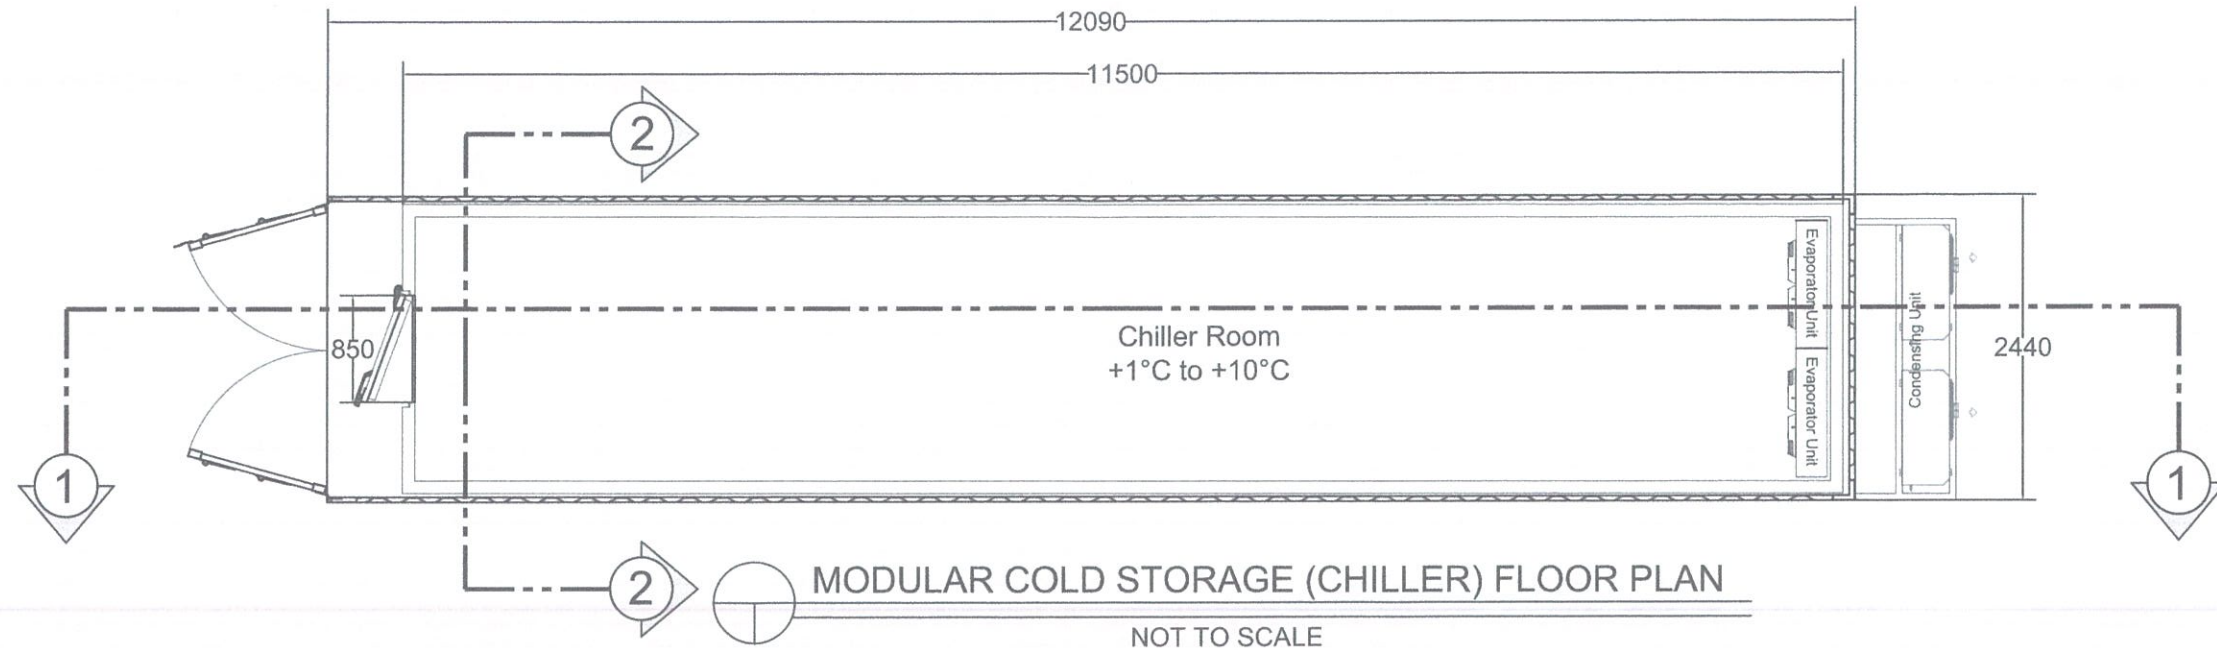 12090
11500
2
850
Chiller Room
+1°C to +10°C
Evaporator Unit
Evaporator Unit
Condensing Unit
2440
1
1
2
MODULAR COLD STORAGE (CHILLER) FLOOR PLAN
NOT TO SCALE